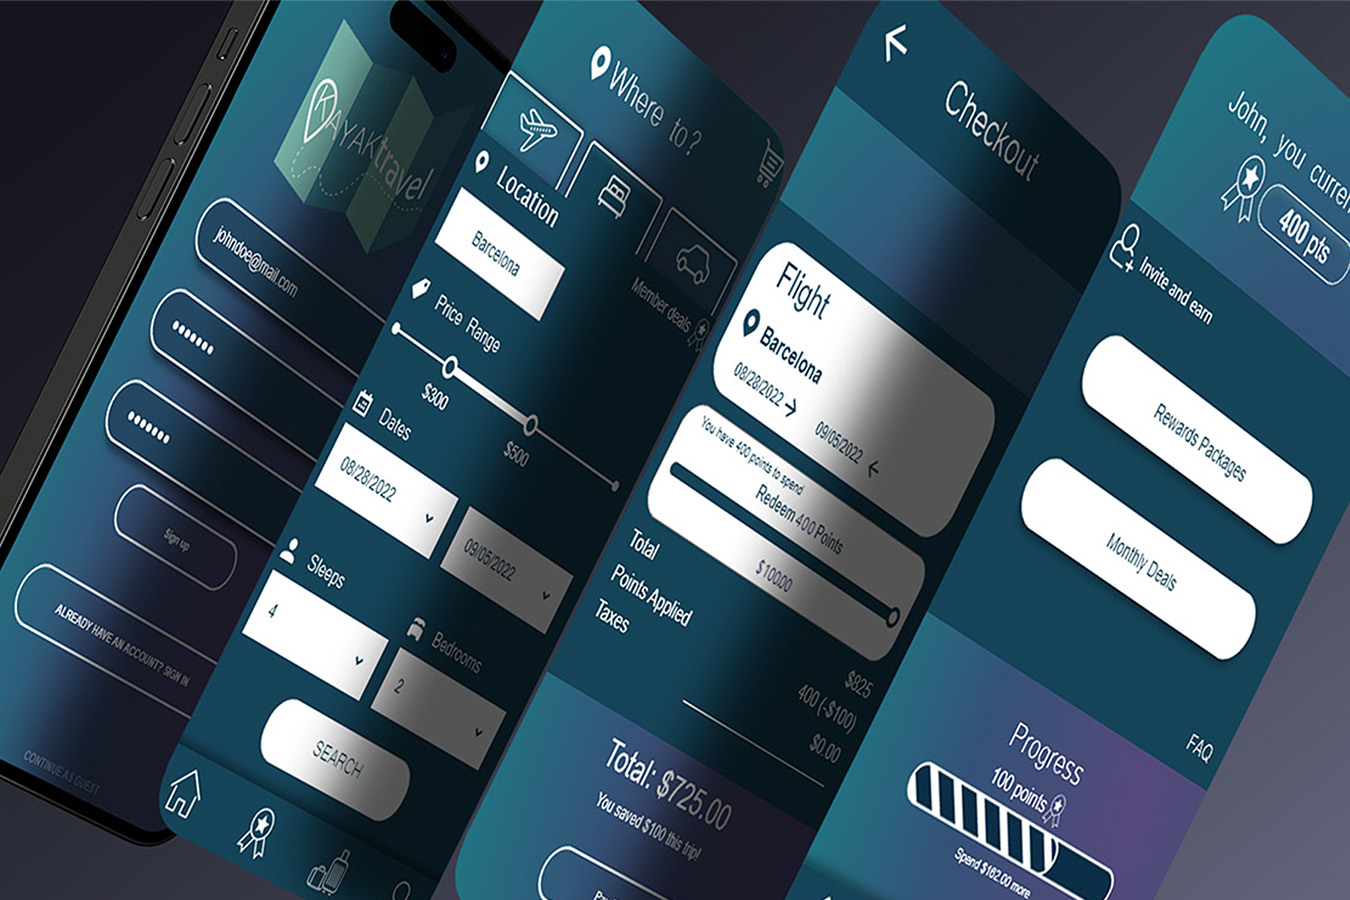 KAYAKtravel
johndoe@mail.com
Sign up
ALREADY HAVE AN ACCOUNT? SIGN IN
CONTINUE AS GUEST
Where to?
Location
Barcelona
Member deals
Price Range
$300
$500
Dates
08/28/2022
09/05/2022
Sleeps
4
Bedrooms
2
SEARCH
Checkout
Flight
Barcelona
08/28/2022
09/05/2022
You have 400 points to spend
Redeem 400 Points
$100.00
Total
$825
Points Applied
400 (-$100)
Taxes
$0.00
Total: $725.00
You saved $100 this trip!
John, you
400 pts
Invite and earn
Rewards Packages
Monthly Deals
FAQ
Progress
100 points
Spend $162.00 more